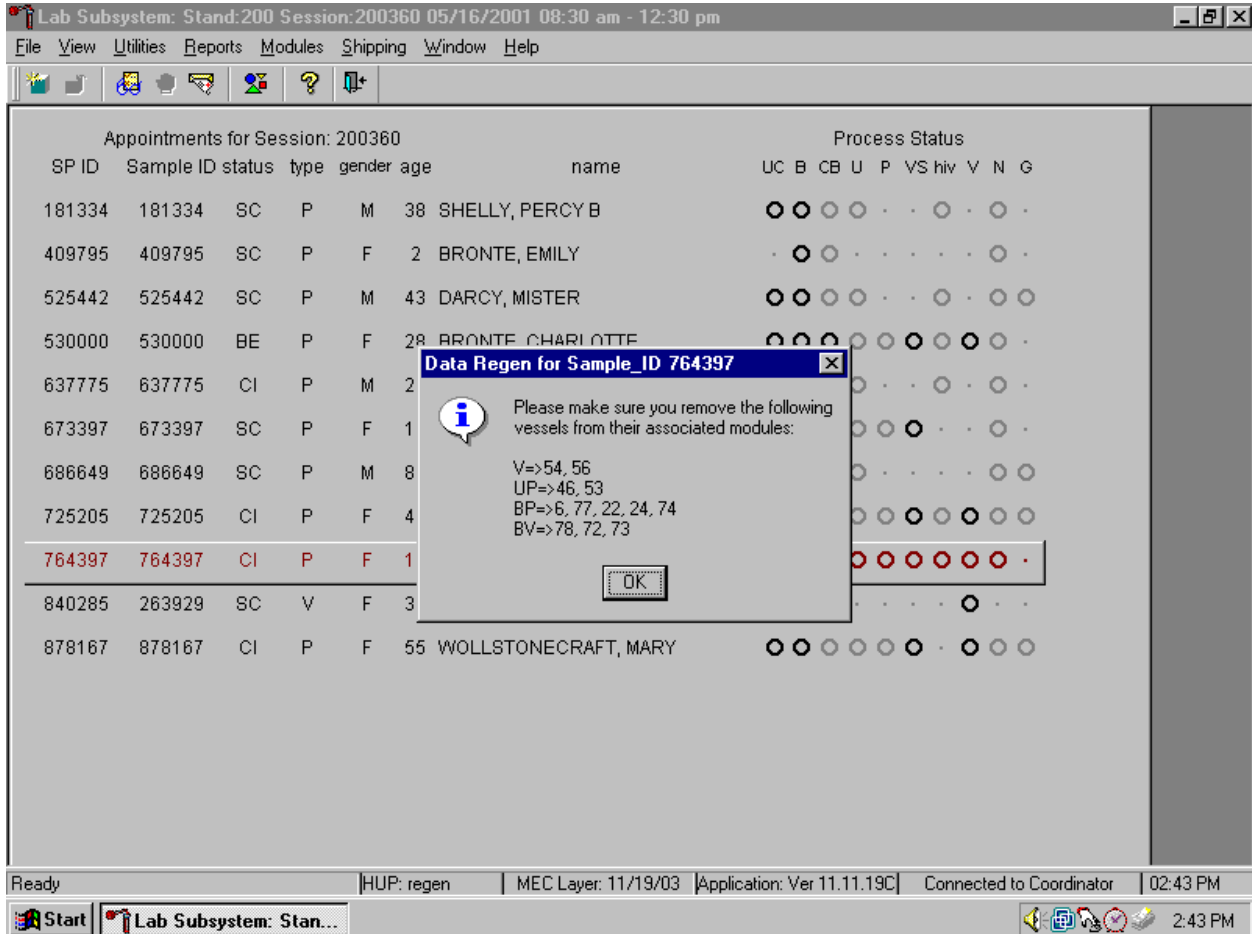 Lab Subsystem: Stand:200 Session:200360 05/16/2001 08:30 am - 12:30 pm
File View Utilities Reports Modules Shipping Window Help
Appointments for Session: 200360 Process Status
SP ID Sample ID status type gender age name UC B CB U P VS hiv V N G
181334 181334 SC P M 38 SHELLY, PERCY B
409795 409795 SC P F 2 BRONTE, EMILY
525442 525442 SC P M 43 DARCY, MISTER
530000 530000 BE P F 28 BRONTE, CHARLOTTE
637775 637775 CI P M 2
673397 673397 SC P F 1
686649 686649 SC P M 8
725205 725205 CI P F 4
764397 764397 CI P F 1
840285 263929 SC V F 3
878167 878167 CI P F 55 WOLLSTONECRAFT, MARY
Data Regen for Sample_ID 764397
Please make sure you remove the following
vessels from their associated modules:
V=>54, 56
UP=>46, 53
BP=>6, 77, 22, 24, 74
BV=>78, 72, 73
OK
Ready HUP: regen MEC Layer: 11/19/03 Application: Ver 11.11.19C Connected to Coordinator 02:43 PM
Start Lab Subsystem: Stan... 2:43 PM